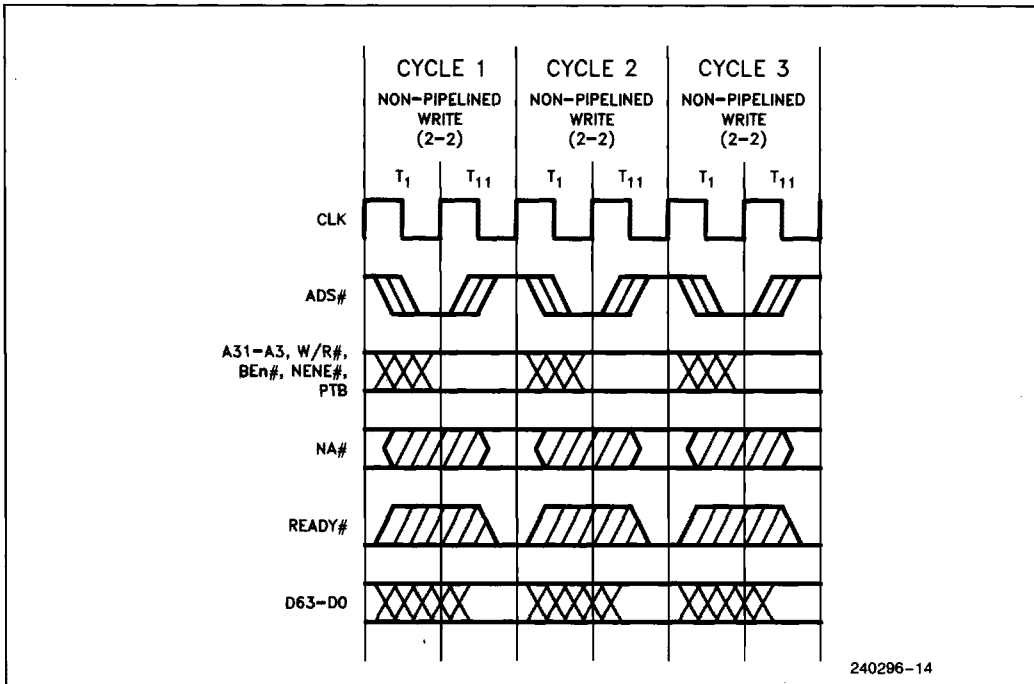 CYCLE 1 CYCLE 2 CYCLE 3
NON-PIPELINED NON-PIPELINED NON-PIPELINED
WRITE WRITE WRITE
(2-2) (2-2) (2-2)
T1 T11 T1 T11 T1 T11
CLK
ADS#
A31-A3, W/R#,
BEn#, NENE#,
PTB
NA#
READY#
D63-D0
240296-14